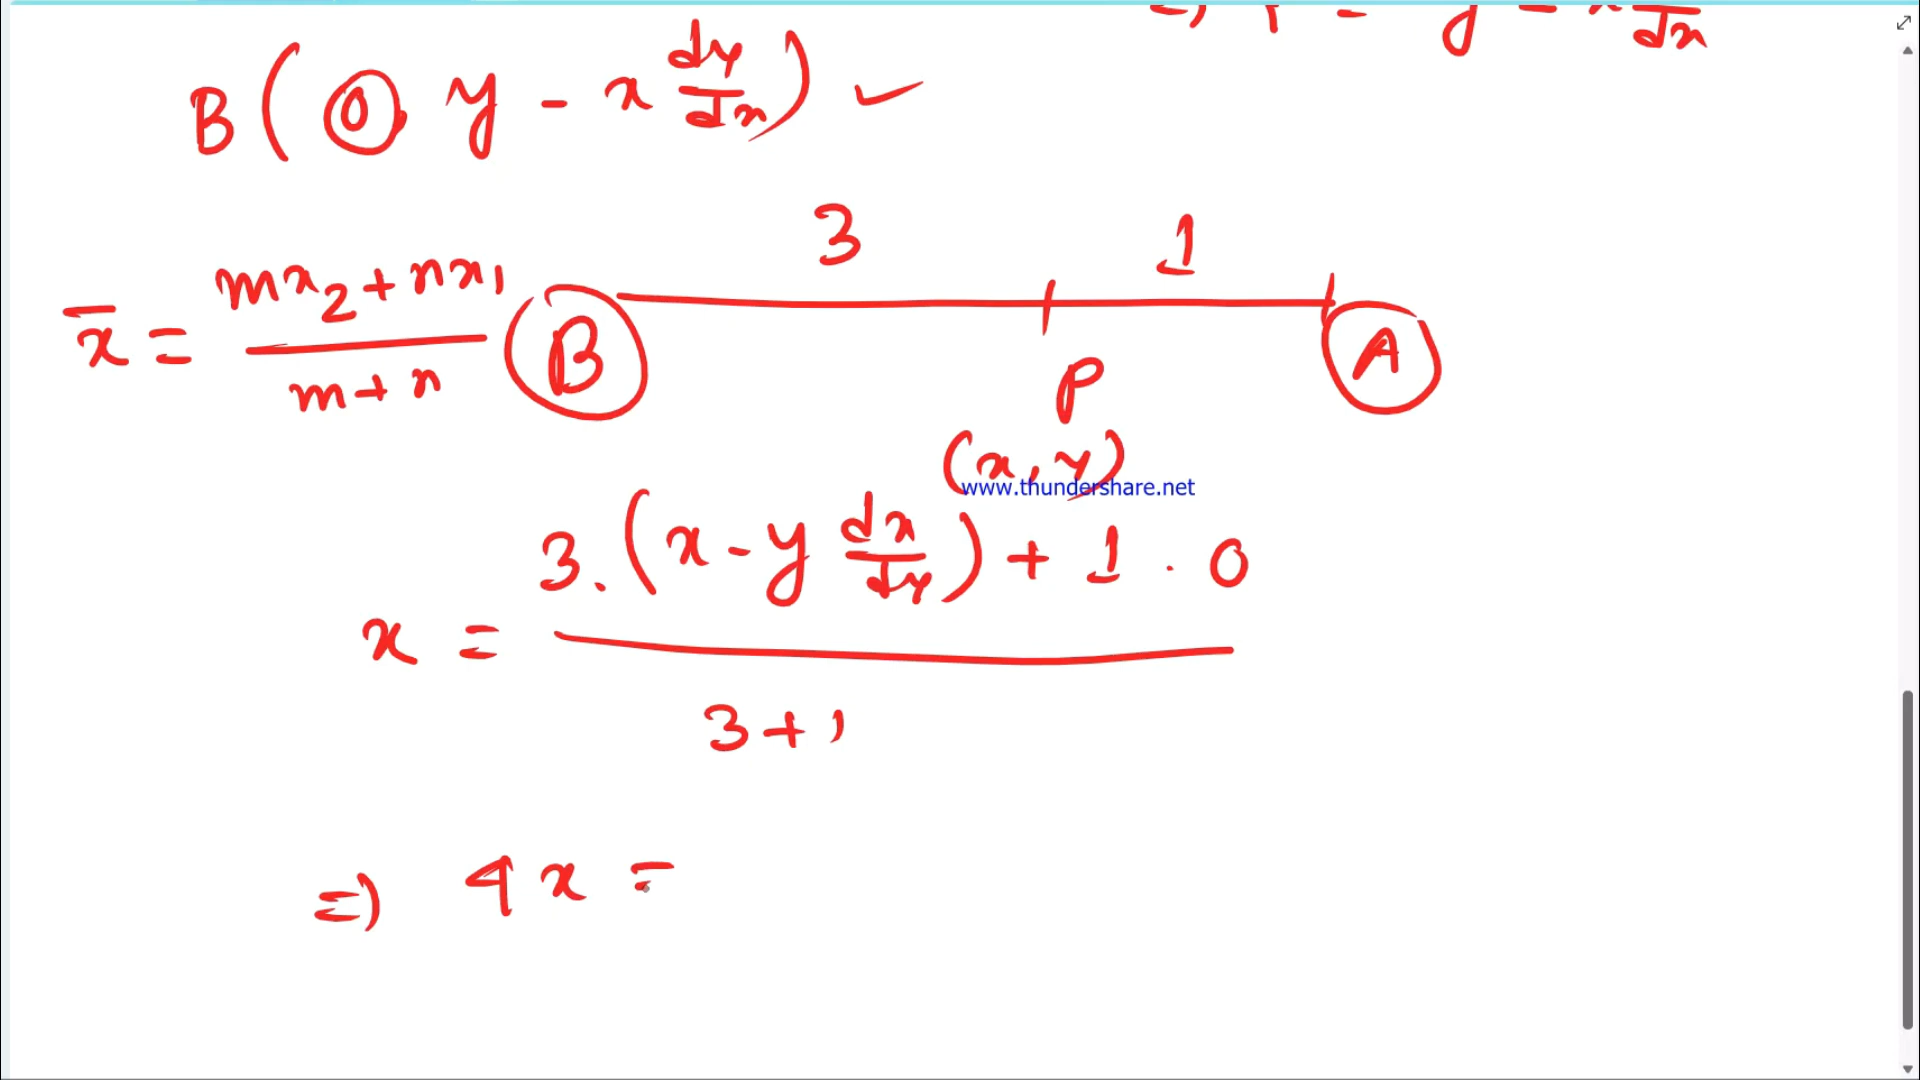 B ( 0, y - x dy/dx ) ✓
3 1
x̄ = mx₂ + nx₁ / m + n B A
P
(x, y)
www.thundershare.net
x = 3. ( x - y dx/dy ) + 1 . 0 / 3 + 1
=) 4x =